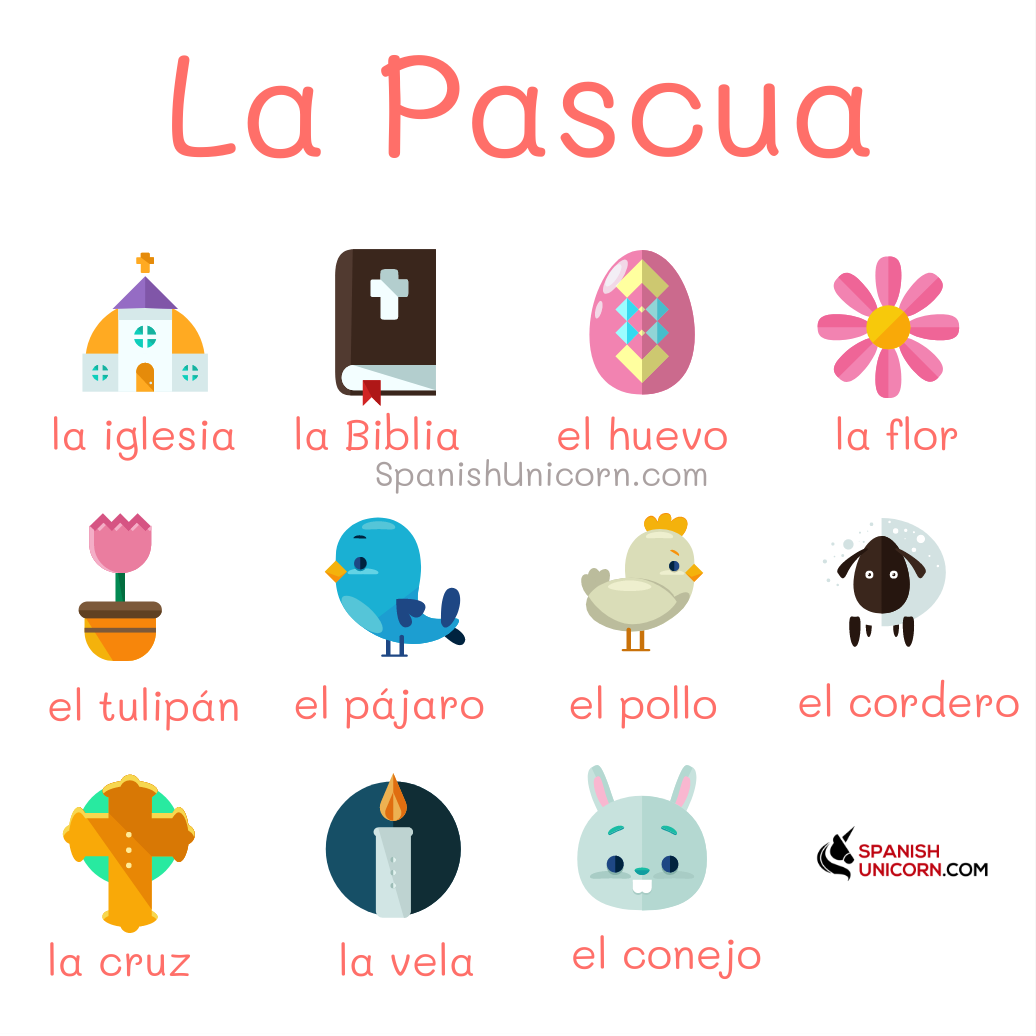 La Pascua
la iglesia
la Biblia
el huevo
la flor
SpanishUnicorn.com
el tulipán
el pájaro
el pollo
el cordero
la cruz
la vela
el conejo
SPANISH
UNICORN.COM